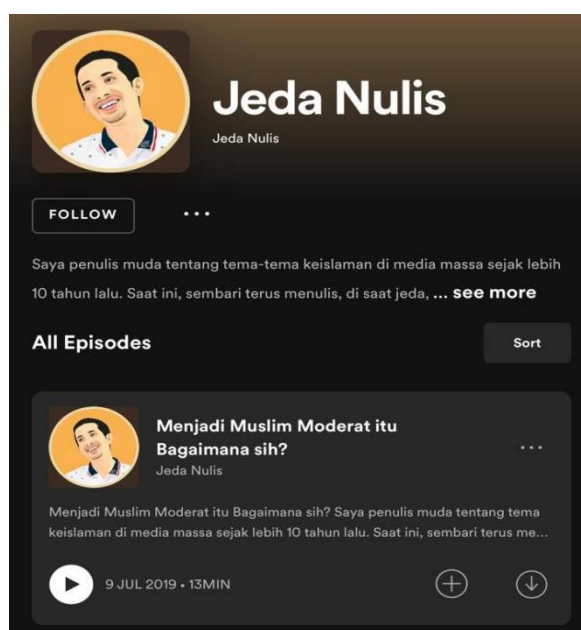 Jeda Nulis
Jeda Nulis
FOLLOW
Saya penulis muda tentang tema-tema keislaman di media massa sejak lebih
10 tahun lalu. Saat ini, sembari terus menulis, di saat jeda, ... see more
All Episodes
Sort
Menjadi Muslim Moderat itu
Bagaimana sih?
Jeda Nulis
Menjadi Muslim Moderat itu Bagaimana sih? Saya penulis muda tentang tema
keislaman di media massa sejak lebih 10 tahun lalu. Saat ini, sembari terus me...
9 JUL 2019 • 13MIN